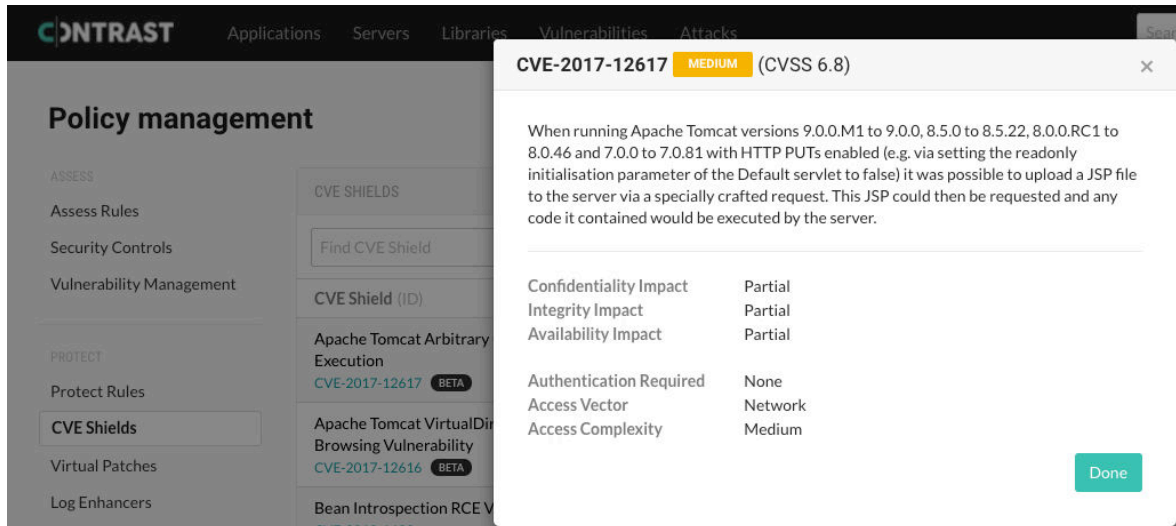 CONTRAST Applications Servers Libraries Vulnerabilities Attacks
CVE-2017-12617 MEDIUM (CVSS 6.8) ×
Policy management
ASSESS
Assess Rules
Security Controls
Vulnerability Management
PROTECT
Protect Rules
CVE Shields
Virtual Patches
Log Enhancers
CVE SHIELDS
Find CVE Shield
CVE Shield (ID)
Apache Tomcat Arbitrary
Execution
CVE-2017-12617 BETA
Apache Tomcat VirtualDir
Browsing Vulnerability
CVE-2017-12616 BETA
Bean Introspection RCE V
When running Apache Tomcat versions 9.0.0.M1 to 9.0.0, 8.5.0 to 8.5.22, 8.0.0.RC1 to
8.0.46 and 7.0.0 to 7.0.81 with HTTP PUTs enabled (e.g. via setting the readonly
initialisation parameter of the Default servlet to false) it was possible to upload a JSP file
to the server via a specially crafted request. This JSP could then be requested and any
code it contained would be executed by the server.
Confidentiality Impact Partial
Integrity Impact Partial
Availability Impact Partial
Authentication Required None
Access Vector Network
Access Complexity Medium
Done